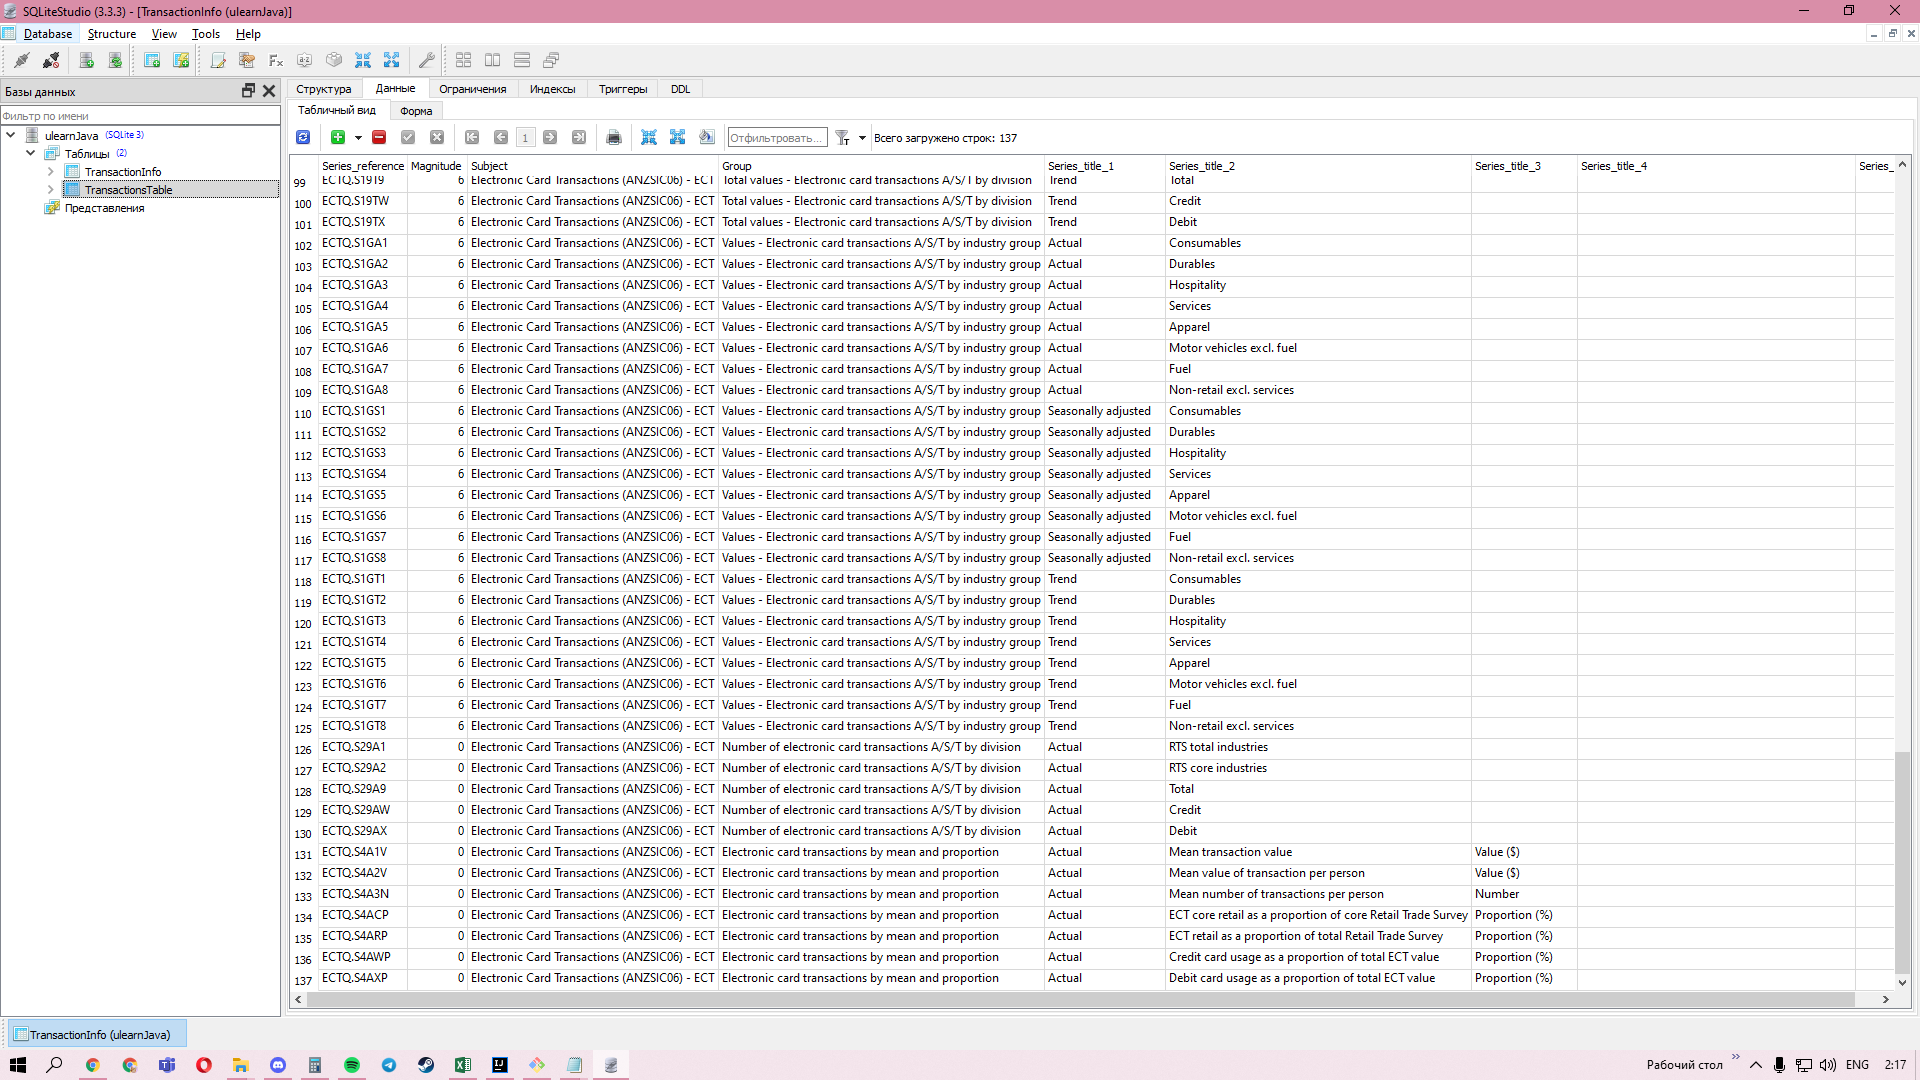 SQLiteStudio (3.3.3) - [TransactionInfo (ulearnJava)]
Database Structure View Tools Help
Базы данных
Фильтр по имени
ulearnJava (SQLite 3)
Таблицы (2)
TransactionInfo
TransactionsTable
Представления
Структура Данные Ограничения Индексы Триггеры DDL
Табличный вид Форма
1 Отфильтровать... Всего загружено строк: 137
Series_reference Magnitude Subject Group Series_title_1 Series_title_2 Series_title_3 Series_title_4 Series_
99 ECTQ.S19T9 6 Electronic Card Transactions (ANZSIC06) - ECT Total values - Electronic card transactions A/S/T by division Trend Total
100 ECTQ.S19TW 6 Electronic Card Transactions (ANZSIC06) - ECT Total values - Electronic card transactions A/S/T by division Trend Credit
101 ECTQ.S19TX 6 Electronic Card Transactions (ANZSIC06) - ECT Total values - Electronic card transactions A/S/T by division Trend Debit
102 ECTQ.S1GA1 6 Electronic Card Transactions (ANZSIC06) - ECT Values - Electronic card transactions A/S/T by industry group Actual Consumables
103 ECTQ.S1GA2 6 Electronic Card Transactions (ANZSIC06) - ECT Values - Electronic card transactions A/S/T by industry group Actual Durables
104 ECTQ.S1GA3 6 Electronic Card Transactions (ANZSIC06) - ECT Values - Electronic card transactions A/S/T by industry group Actual Hospitality
105 ECTQ.S1GA4 6 Electronic Card Transactions (ANZSIC06) - ECT Values - Electronic card transactions A/S/T by industry group Actual Services
106 ECTQ.S1GA5 6 Electronic Card Transactions (ANZSIC06) - ECT Values - Electronic card transactions A/S/T by industry group Actual Apparel
107 ECTQ.S1GA6 6 Electronic Card Transactions (ANZSIC06) - ECT Values - Electronic card transactions A/S/T by industry group Actual Motor vehicles excl. fuel
108 ECTQ.S1GA7 6 Electronic Card Transactions (ANZSIC06) - ECT Values - Electronic card transactions A/S/T by industry group Actual Fuel
109 ECTQ.S1GA8 6 Electronic Card Transactions (ANZSIC06) - ECT Values - Electronic card transactions A/S/T by industry group Actual Non-retail excl. services
110 ECTQ.S1GS1 6 Electronic Card Transactions (ANZSIC06) - ECT Values - Electronic card transactions A/S/T by industry group Seasonally adjusted Consumables
111 ECTQ.S1GS2 6 Electronic Card Transactions (ANZSIC06) - ECT Values - Electronic card transactions A/S/T by industry group Seasonally adjusted Durables
112 ECTQ.S1GS3 6 Electronic Card Transactions (ANZSIC06) - ECT Values - Electronic card transactions A/S/T by industry group Seasonally adjusted Hospitality
113 ECTQ.S1GS4 6 Electronic Card Transactions (ANZSIC06) - ECT Values - Electronic card transactions A/S/T by industry group Seasonally adjusted Services
114 ECTQ.S1GS5 6 Electronic Card Transactions (ANZSIC06) - ECT Values - Electronic card transactions A/S/T by industry group Seasonally adjusted Apparel
115 ECTQ.S1GS6 6 Electronic Card Transactions (ANZSIC06) - ECT Values - Electronic card transactions A/S/T by industry group Seasonally adjusted Motor vehicles excl. fuel
116 ECTQ.S1GS7 6 Electronic Card Transactions (ANZSIC06) - ECT Values - Electronic card transactions A/S/T by industry group Seasonally adjusted Fuel
117 ECTQ.S1GS8 6 Electronic Card Transactions (ANZSIC06) - ECT Values - Electronic card transactions A/S/T by industry group Seasonally adjusted Non-retail excl. services
118 ECTQ.S1GT1 6 Electronic Card Transactions (ANZSIC06) - ECT Values - Electronic card transactions A/S/T by industry group Trend Consumables
119 ECTQ.S1GT2 6 Electronic Card Transactions (ANZSIC06) - ECT Values - Electronic card transactions A/S/T by industry group Trend Durables
120 ECTQ.S1GT3 6 Electronic Card Transactions (ANZSIC06) - ECT Values - Electronic card transactions A/S/T by industry group Trend Hospitality
121 ECTQ.S1GT4 6 Electronic Card Transactions (ANZSIC06) - ECT Values - Electronic card transactions A/S/T by industry group Trend Services
122 ECTQ.S1GT5 6 Electronic Card Transactions (ANZSIC06) - ECT Values - Electronic card transactions A/S/T by industry group Trend Apparel
123 ECTQ.S1GT6 6 Electronic Card Transactions (ANZSIC06) - ECT Values - Electronic card transactions A/S/T by industry group Trend Motor vehicles excl. fuel
124 ECTQ.S1GT7 6 Electronic Card Transactions (ANZSIC06) - ECT Values - Electronic card transactions A/S/T by industry group Trend Fuel
125 ECTQ.S1GT8 6 Electronic Card Transactions (ANZSIC06) - ECT Values - Electronic card transactions A/S/T by industry group Trend Non-retail excl. services
126 ECTQ.S29A1 0 Electronic Card Transactions (ANZSIC06) - ECT Number of electronic card transactions A/S/T by division Actual RTS total industries
127 ECTQ.S29A2 0 Electronic Card Transactions (ANZSIC06) - ECT Number of electronic card transactions A/S/T by division Actual RTS core industries
128 ECTQ.S29A9 0 Electronic Card Transactions (ANZSIC06) - ECT Number of electronic card transactions A/S/T by division Actual Total
129 ECTQ.S29AW 0 Electronic Card Transactions (ANZSIC06) - ECT Number of electronic card transactions A/S/T by division Actual Credit
130 ECTQ.S29AX 0 Electronic Card Transactions (ANZSIC06) - ECT Number of electronic card transactions A/S/T by division Actual Debit
131 ECTQ.S4A1V 0 Electronic Card Transactions (ANZSIC06) - ECT Electronic card transactions by mean and proportion Actual Mean transaction value Value ($)
132 ECTQ.S4A2V 0 Electronic Card Transactions (ANZSIC06) - ECT Electronic card transactions by mean and proportion Actual Mean value of transaction per person Value ($)
133 ECTQ.S4A3N 0 Electronic Card Transactions (ANZSIC06) - ECT Electronic card transactions by mean and proportion Actual Mean number of transactions per person Number
134 ECTQ.S4ACP 0 Electronic Card Transactions (ANZSIC06) - ECT Electronic card transactions by mean and proportion Actual ECT core retail as a proportion of core Retail Trade Survey Proportion (%)
135 ECTQ.S4ARP 0 Electronic Card Transactions (ANZSIC06) - ECT Electronic card transactions by mean and proportion Actual ECT retail as a proportion of total Retail Trade Survey Proportion (%)
136 ECTQ.S4AWP 0 Electronic Card Transactions (ANZSIC06) - ECT Electronic card transactions by mean and proportion Actual Credit card usage as a proportion of total ECT value Proportion (%)
137 ECTQ.S4AXP 0 Electronic Card Transactions (ANZSIC06) - ECT Electronic card transactions by mean and proportion Actual Debit card usage as a proportion of total ECT value Proportion (%)
TransactionInfo (ulearnJava)
Рабочий стол ENG 2:17